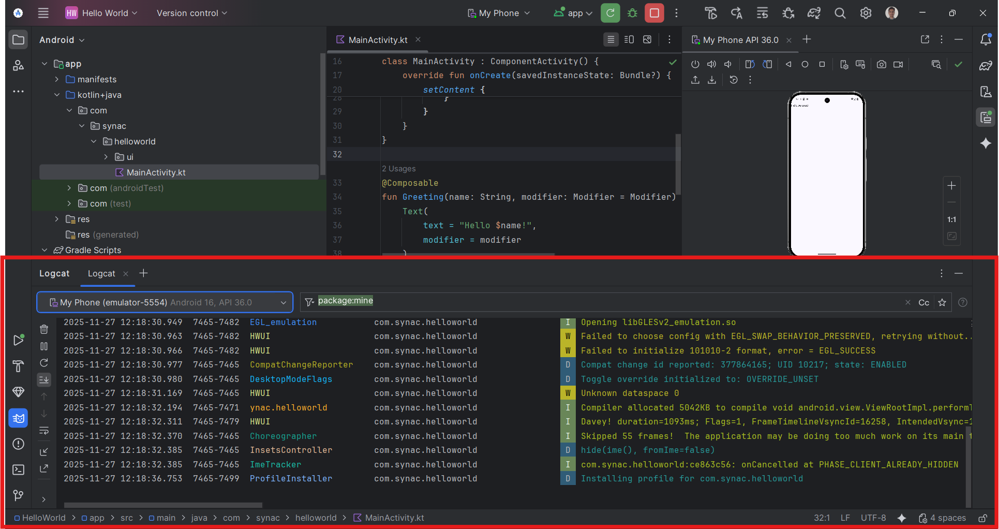 HW Hello World Version control My Phone app
Android
app
manifests
kotlin+java
com
synac
helloworld
ui
MainActivity.kt
com (androidTest)
com (test)
res
res (generated)
Gradle Scripts
MainActivity.kt
16 class MainActivity : ComponentActivity() {
17 override fun onCreate(savedInstanceState: Bundle?) {
20 setContent {
28 }
29 }
30 }
31 }
32
2 Usages
33 @Composable
34 fun Greeting(name: String, modifier: Modifier = Modifier)
35 Text(
36 text = "Hello $name!",
37 modifier = modifier
38 )
My Phone API 36.0
Hello Android
1:1
Logcat Logcat
My Phone (emulator-5554) Android 16, API 36.0 package:mine Cc
2025-11-27 12:18:30.949 7465-7482 EGL_emulation com.synac.helloworld I Opening libGLESv2_emulation.so
2025-11-27 12:18:30.963 7465-7482 HWUI com.synac.helloworld W Failed to choose config with EGL_SWAP_BEHAVIOR_PRESERVED, retrying without..
2025-11-27 12:18:30.966 7465-7482 HWUI com.synac.helloworld W Failed to initialize 101010-2 format, error = EGL_SUCCESS
2025-11-27 12:18:30.977 7465-7465 CompatChangeReporter com.synac.helloworld D Compat change id reported: 377864165; UID 10217; state: ENABLED
2025-11-27 12:18:30.980 7465-7465 DesktopModeFlags com.synac.helloworld D Toggle override initialized to: OVERRIDE_UNSET
2025-11-27 12:18:31.169 7465-7465 HWUI com.synac.helloworld W Unknown dataspace 0
2025-11-27 12:18:32.194 7465-7471 ynac.helloworld com.synac.helloworld I Compiler allocated 5042KB to compile void android.view.ViewRootImpl.perform
2025-11-27 12:18:32.311 7465-7479 HWUI com.synac.helloworld I Davey! duration=1093ms; Flags=1, FrameTimelineVsyncId=16258, IntendedVsync=1
2025-11-27 12:18:32.370 7465-7465 Choreographer com.synac.helloworld I Skipped 55 frames! The application may be doing too much work on its main t
2025-11-27 12:18:32.385 7465-7465 InsetsController com.synac.helloworld D hide(ime(), fromIme=false)
2025-11-27 12:18:32.385 7465-7465 ImeTracker com.synac.helloworld I com.synac.helloworld:ce863c56: onCancelled at PHASE_CLIENT_ALREADY_HIDDEN
2025-11-27 12:18:36.753 7465-7499 ProfileInstaller com.synac.helloworld D Installing profile for com.synac.helloworld
HelloWorld > app > src > main > java > com > synac > helloworld > MainActivity.kt 32:1 LF UTF-8 4 spaces